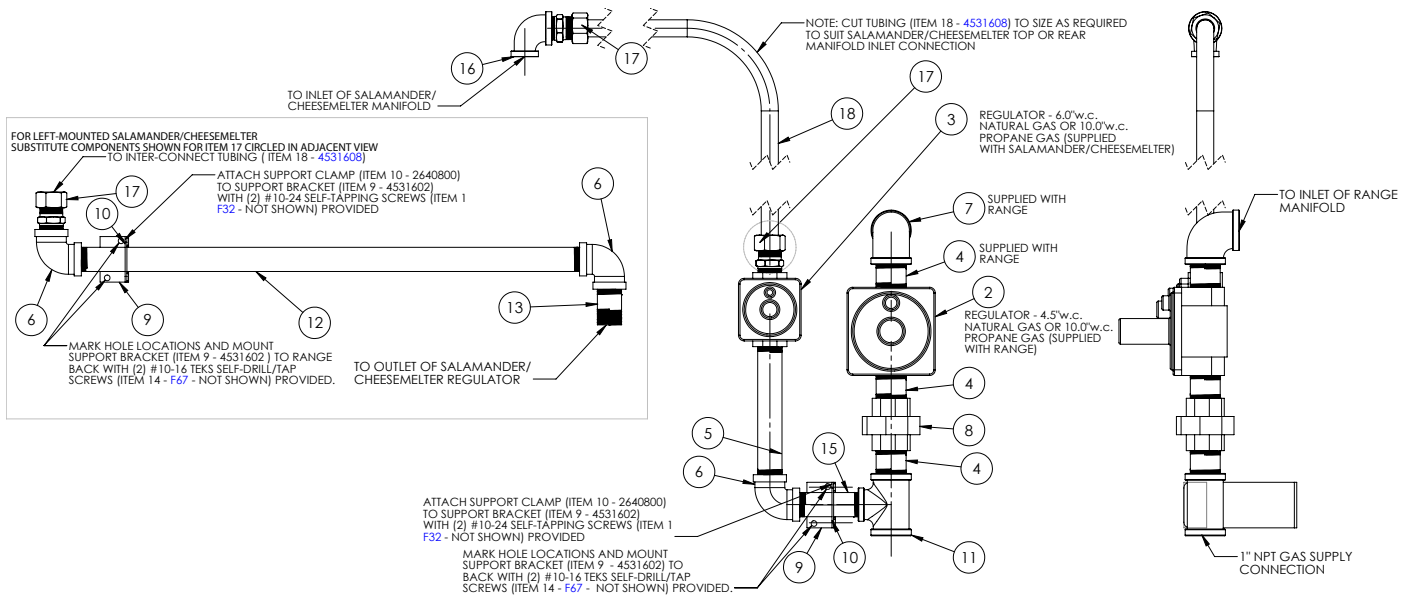 NOTE: CUT TUBING (ITEM 18 - 4531608) TO SIZE AS REQUIRED
TO SUIT SALAMANDER/CHEESEMELTER TOP OR REAR
MANIFOLD INLET CONNECTION
16
17
17
TO INLET OF SALAMANDER/
CHEESEMELTER MANIFOLD
18
3
REGULATOR - 6.0"w.c.
NATURAL GAS OR 10.0"w.c.
PROPANE GAS (SUPPLIED
WITH SALAMANDER/CHEESEMELTER)
FOR LEFT-MOUNTED SALAMANDER/CHEESEMELTER
SUBSTITUTE COMPONENTS SHOWN FOR ITEM 17 CIRCLED IN ADJACENT VIEW
TO INTER-CONNECT TUBING ( ITEM 18 - 4531608)
17
10
ATTACH SUPPORT CLAMP (ITEM 10 - 2640800)
TO SUPPORT BRACKET (ITEM 9 - 4531602)
WITH (2) #10-24 SELF-TAPPING SCREWS (ITEM 1
F32 - NOT SHOWN) PROVIDED
6
6
9
12
13
MARK HOLE LOCATIONS AND MOUNT
SUPPORT BRACKET (ITEM 9 - 4531602 ) TO RANGE
BACK WITH (2) #10-16 TEKS SELF-DRILL/TAP
SCREWS (ITEM 14 - F67 - NOT SHOWN) PROVIDED.
TO OUTLET OF SALAMANDER/
CHEESEMELTER REGULATOR
7
SUPPLIED WITH
RANGE
4
SUPPLIED WITH
RANGE
2
REGULATOR - 4.5"w.c.
NATURAL GAS OR 10.0"w.c.
PROPANE GAS (SUPPLIED
WITH RANGE)
TO INLET OF RANGE
MANIFOLD
4
8
4
5
6
15
ATTACH SUPPORT CLAMP (ITEM 10 - 2640800)
TO SUPPORT BRACKET (ITEM 9 - 4531602)
WITH (2) #10-24 SELF-TAPPING SCREWS (ITEM 1
F32 - NOT SHOWN) PROVIDED
MARK HOLE LOCATIONS AND MOUNT
SUPPORT BRACKET (ITEM 9 - 4531602) TO
BACK WITH (2) #10-16 TEKS SELF-DRILL/TAP
SCREWS (ITEM 14 - F67 - NOT SHOWN) PROVIDED.
9
10
11
1" NPT GAS SUPPLY
CONNECTION